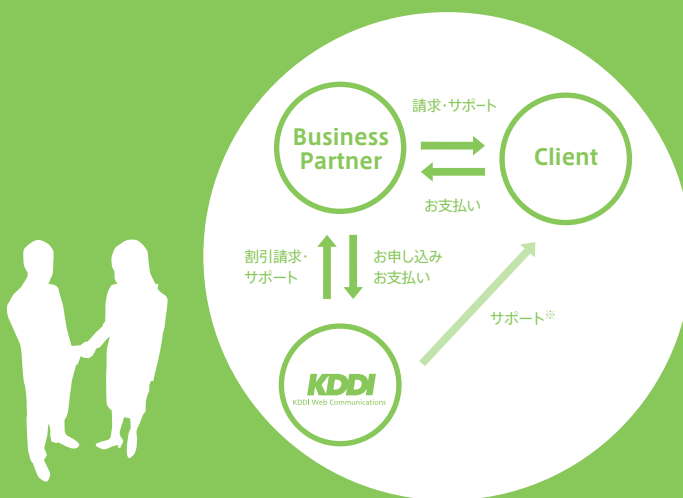 請求・サポート
Business
Partner
Client
お支払い
割引請求・
サポート
お申し込み
お支払い
サポート※
KDDI
KDDI Web Communications